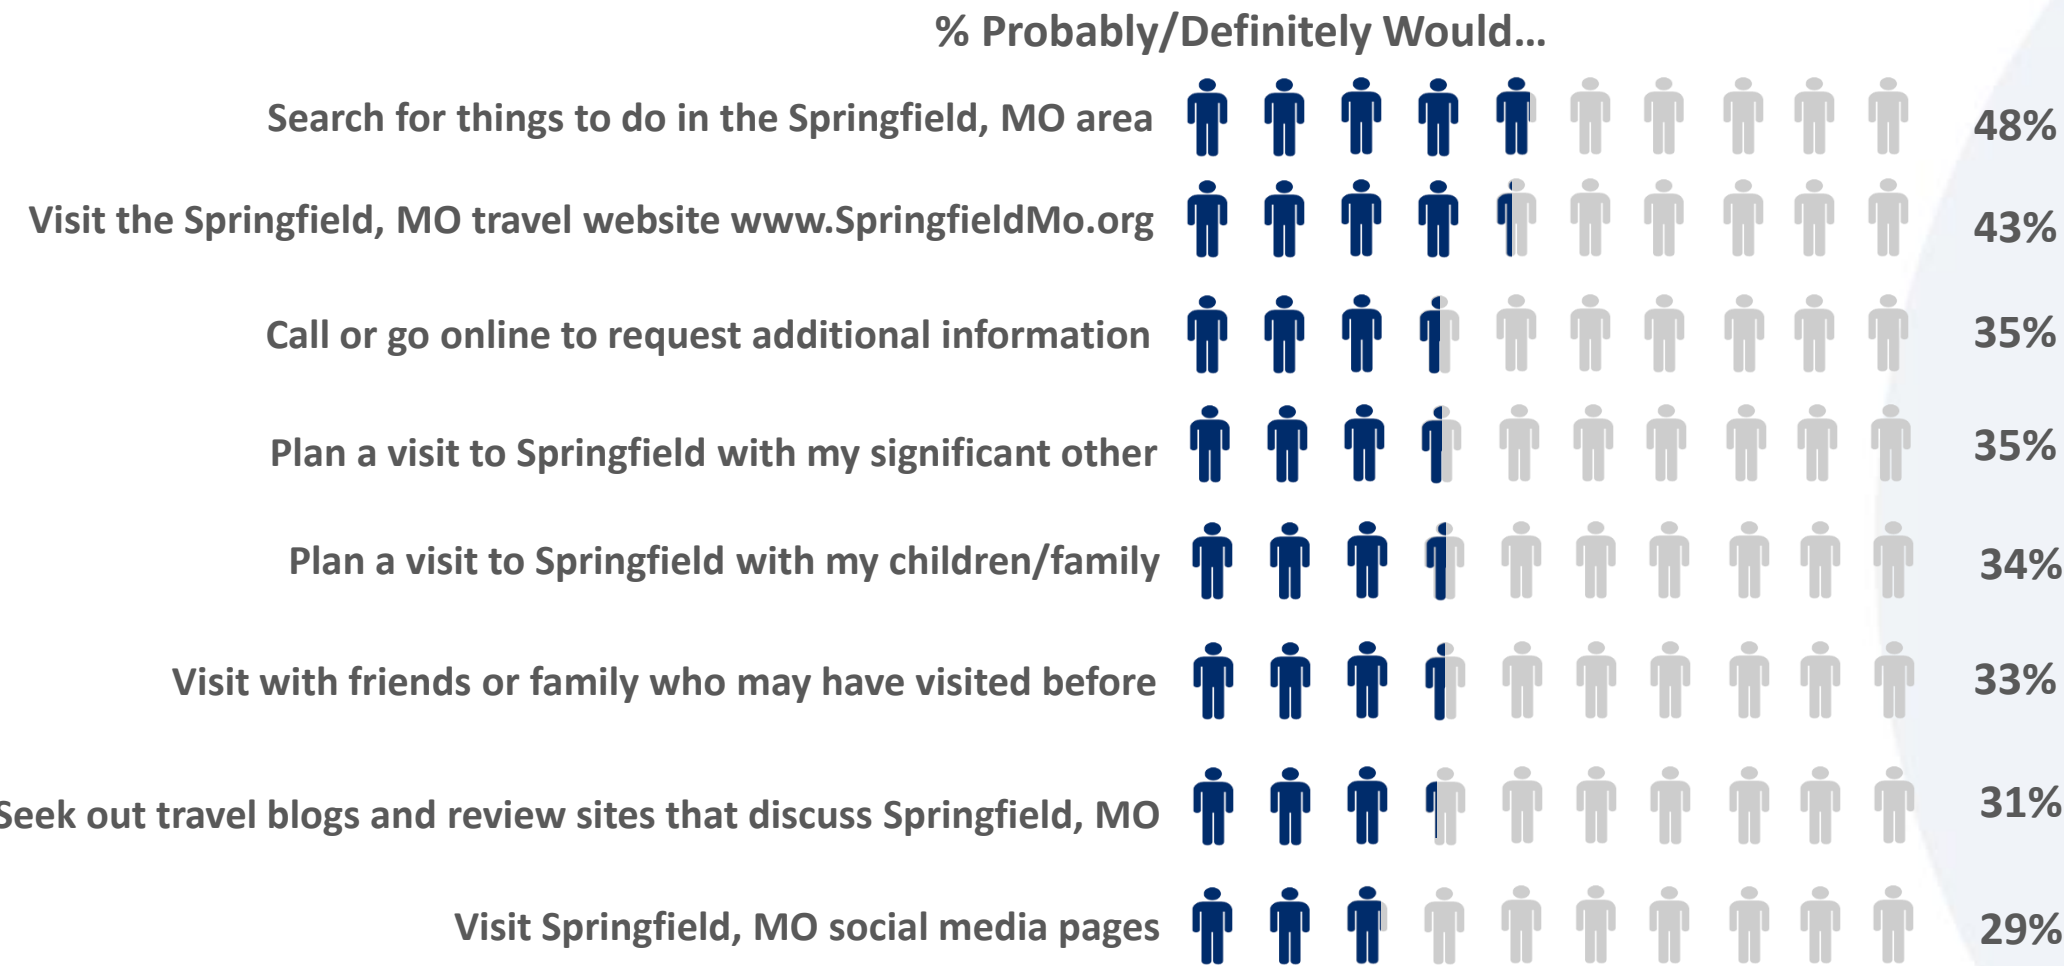 % Probably/Definitely Would...
Search for things to do in the Springfield, MO area 48%
Visit the Springfield, MO travel website www.SpringfieldMo.org 43%
Call or go online to request additional information 35%
Plan a visit to Springfield with my significant other 35%
Plan a visit to Springfield with my children/family 34%
Visit with friends or family who may have visited before 33%
Seek out travel blogs and review sites that discuss Springfield, MO 31%
Visit Springfield, MO social media pages 29%